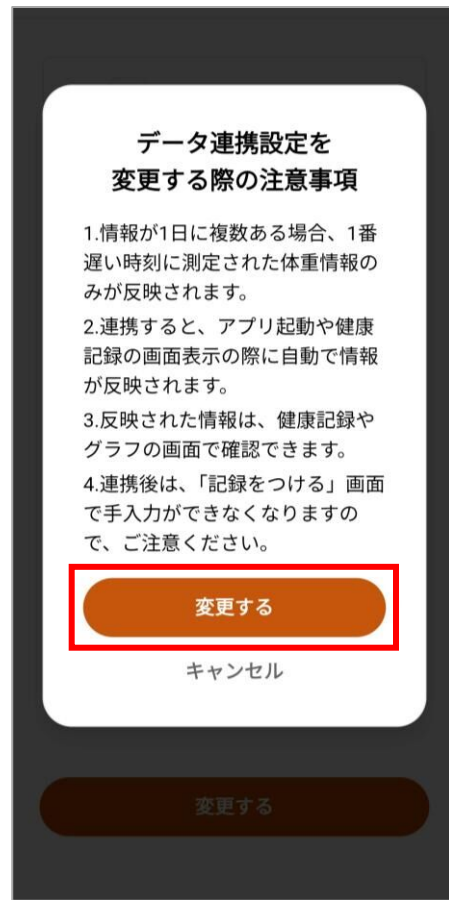 データ連携設定を
変更する際の注意事項
1.情報が1日に複数ある場合、1番
遅い時刻に測定された体重情報の
みが反映されます。
2.連携すると、アプリ起動や健康
記録の画面表示の際に自動で情報
が反映されます。
3.反映された情報は、健康記録や
グラフの画面で確認できます。
4.連携後は、「記録をつける」画面
で手入力ができなくなりますの
で、ご注意ください。
変更する
キャンセル
変更する